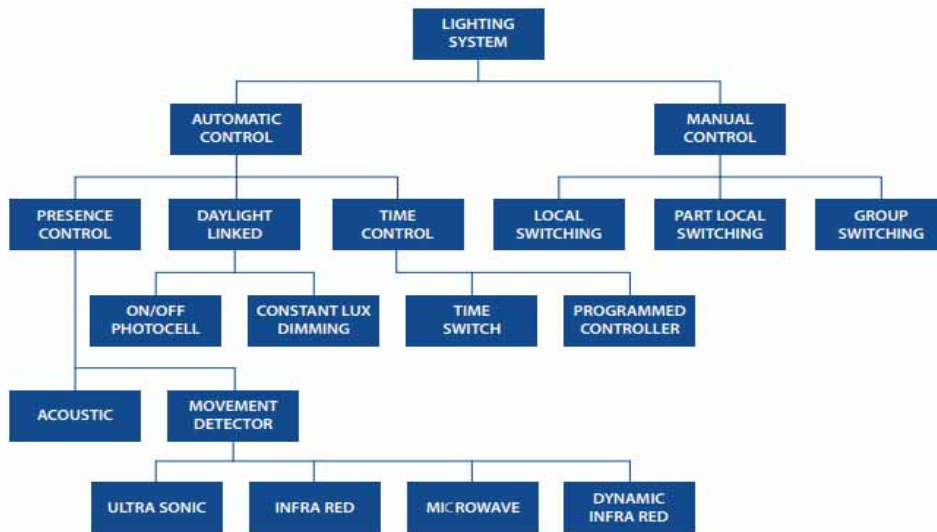 LIGHTING
SYSTEM
AUTOMATIC
CONTROL
MANUAL
CONTROL
PRESENCE
CONTROL
DAYLIGHT
LINKED
TIME
CONTROL
LOCAL
SWITCHING
PART LOCAL
SWITCHING
GROUP
SWITCHING
ON/OFF
PHOTOCELL
CONSTANT LUX
DIMMING
TIME
SWITCH
PROGRAMMED
CONTROLLER
ACOUSTIC
MOVEMENT
DETECTOR
ULTRA SONIC
INFRA RED
MICROWAVE
DYNAMIC
INFRA RED